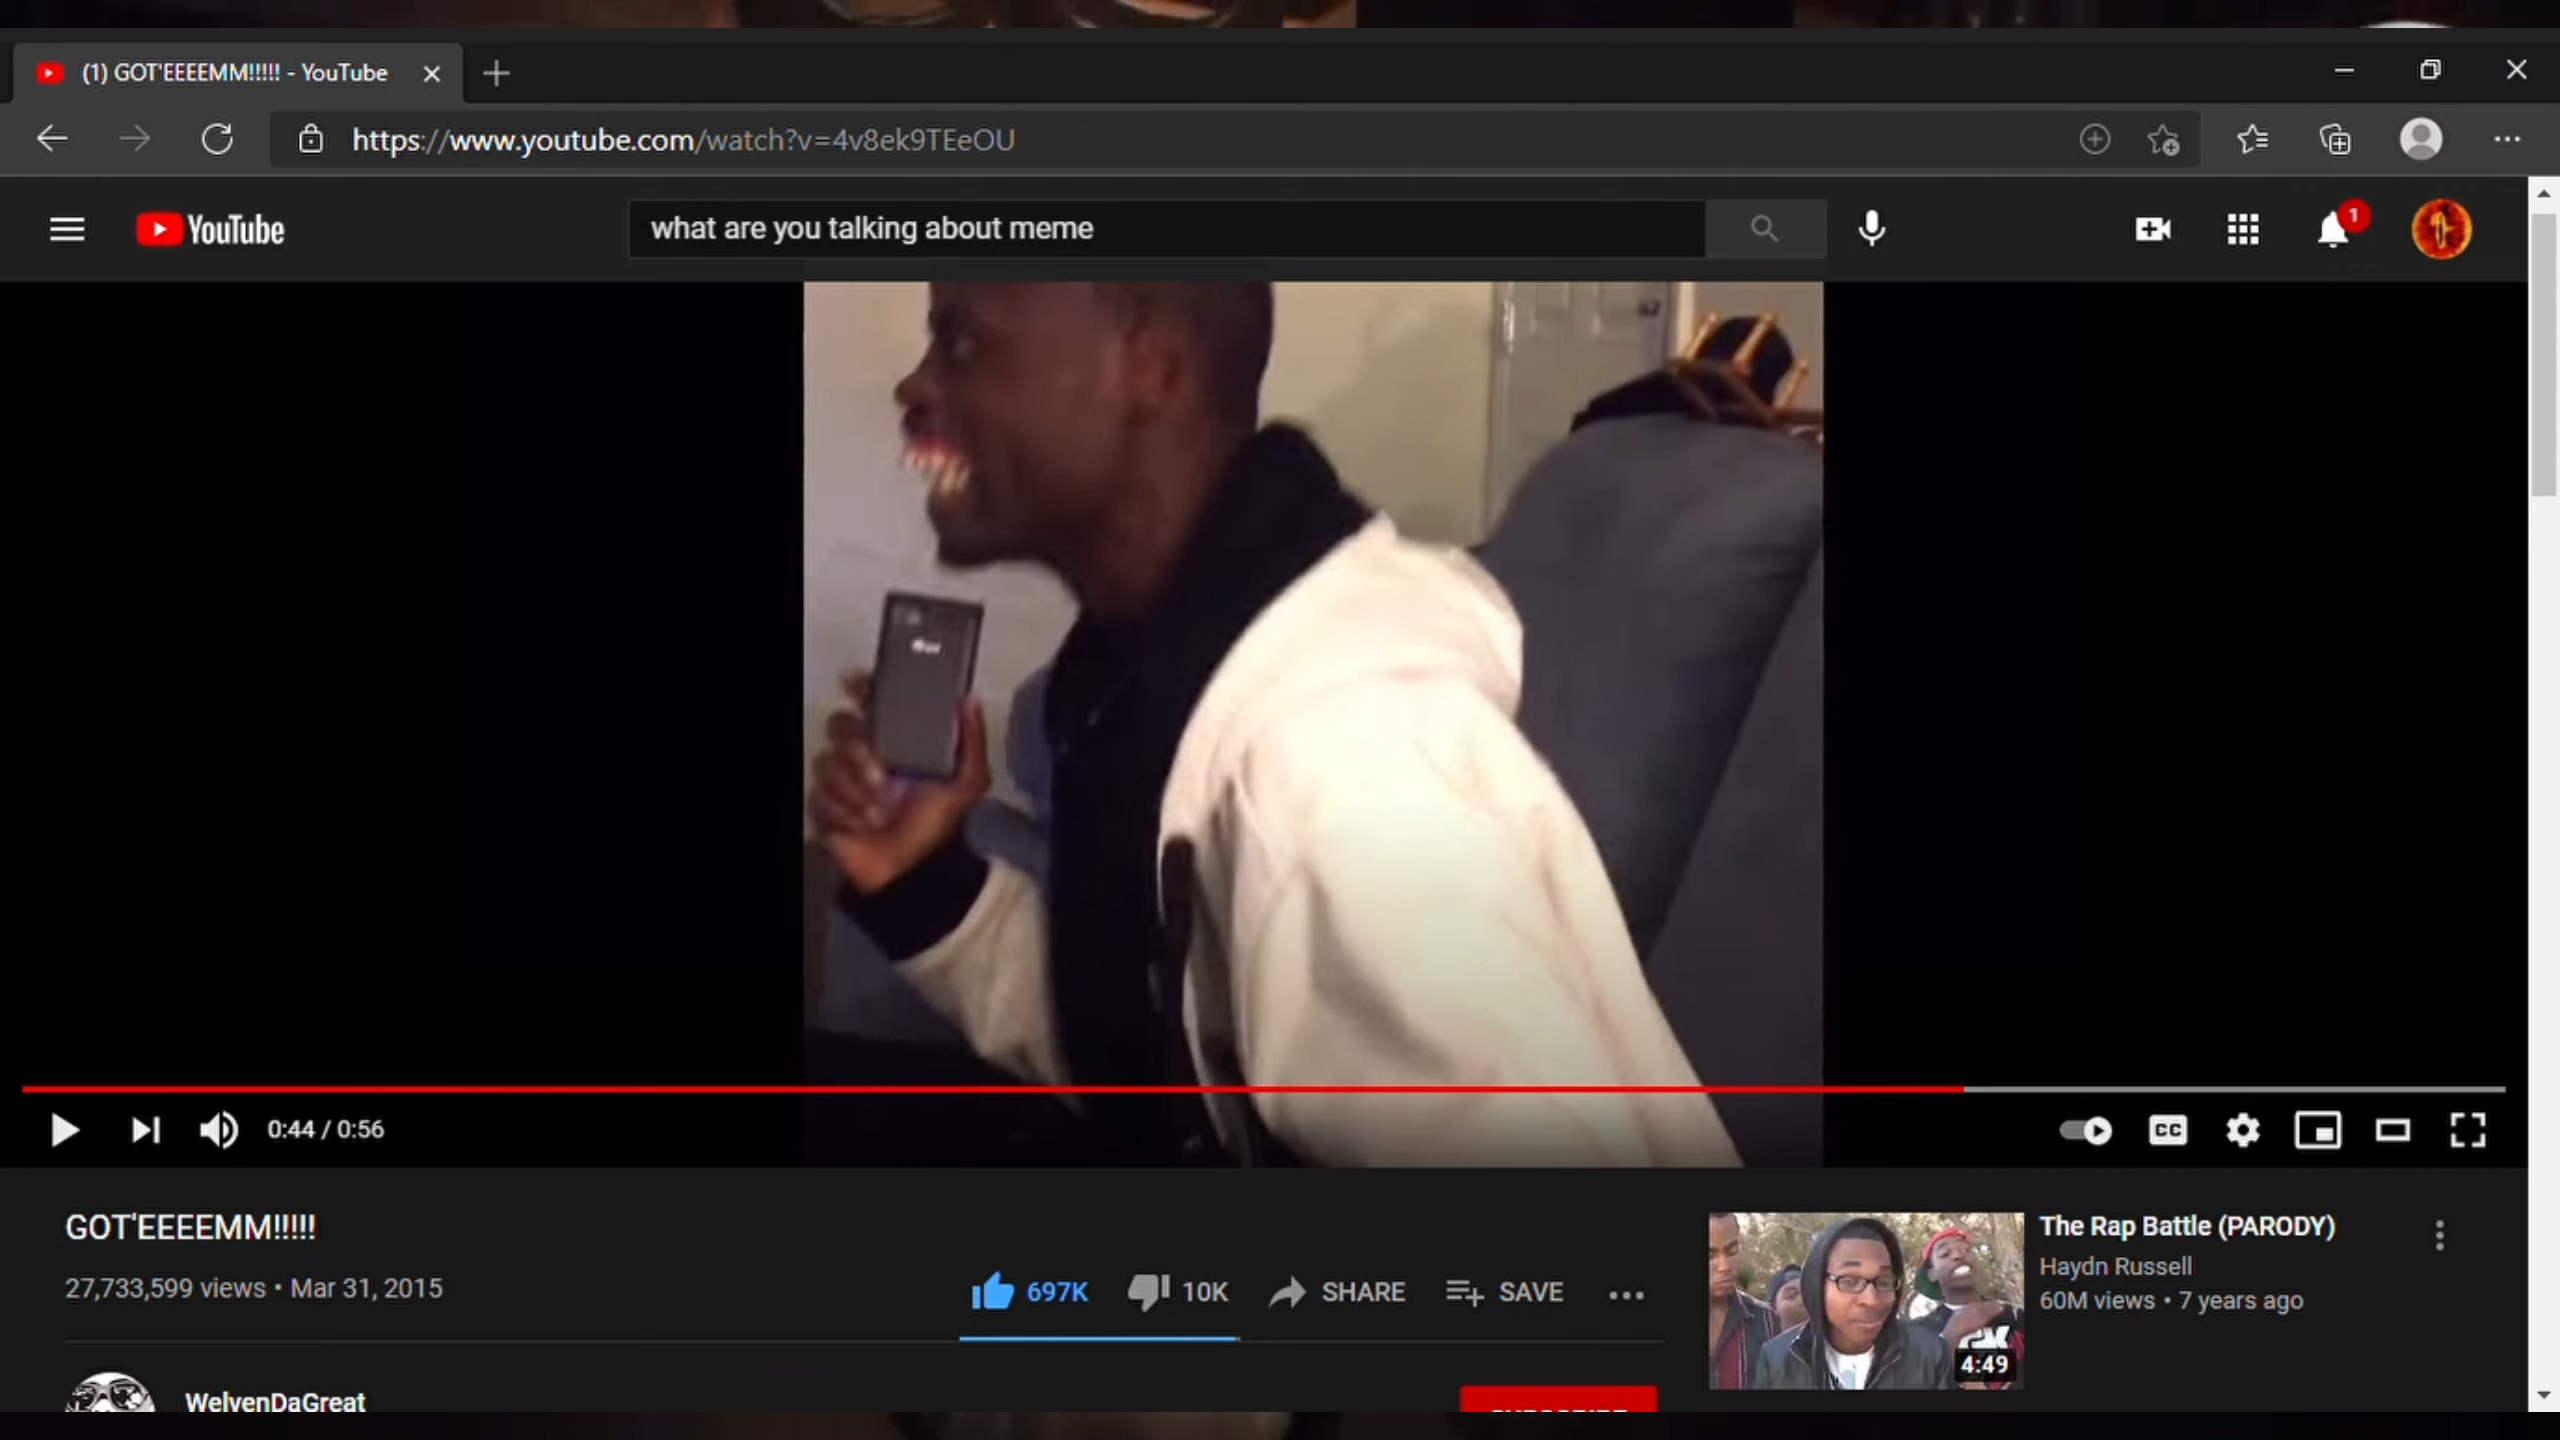 (1) GOT'EEEEMM!!!!! - YouTube
https://www.youtube.com/watch?v=4v8ek9TEeOU
YouTube
what are you talking about meme
1
0:44 / 0:56
CC
GOT'EEEEMM!!!!!
27,733,599 views • Mar 31, 2015
697K
10K
SHARE
SAVE
WelvenDaGreat
4:49
The Rap Battle (PARODY)
Haydn Russell
60M views • 7 years ago